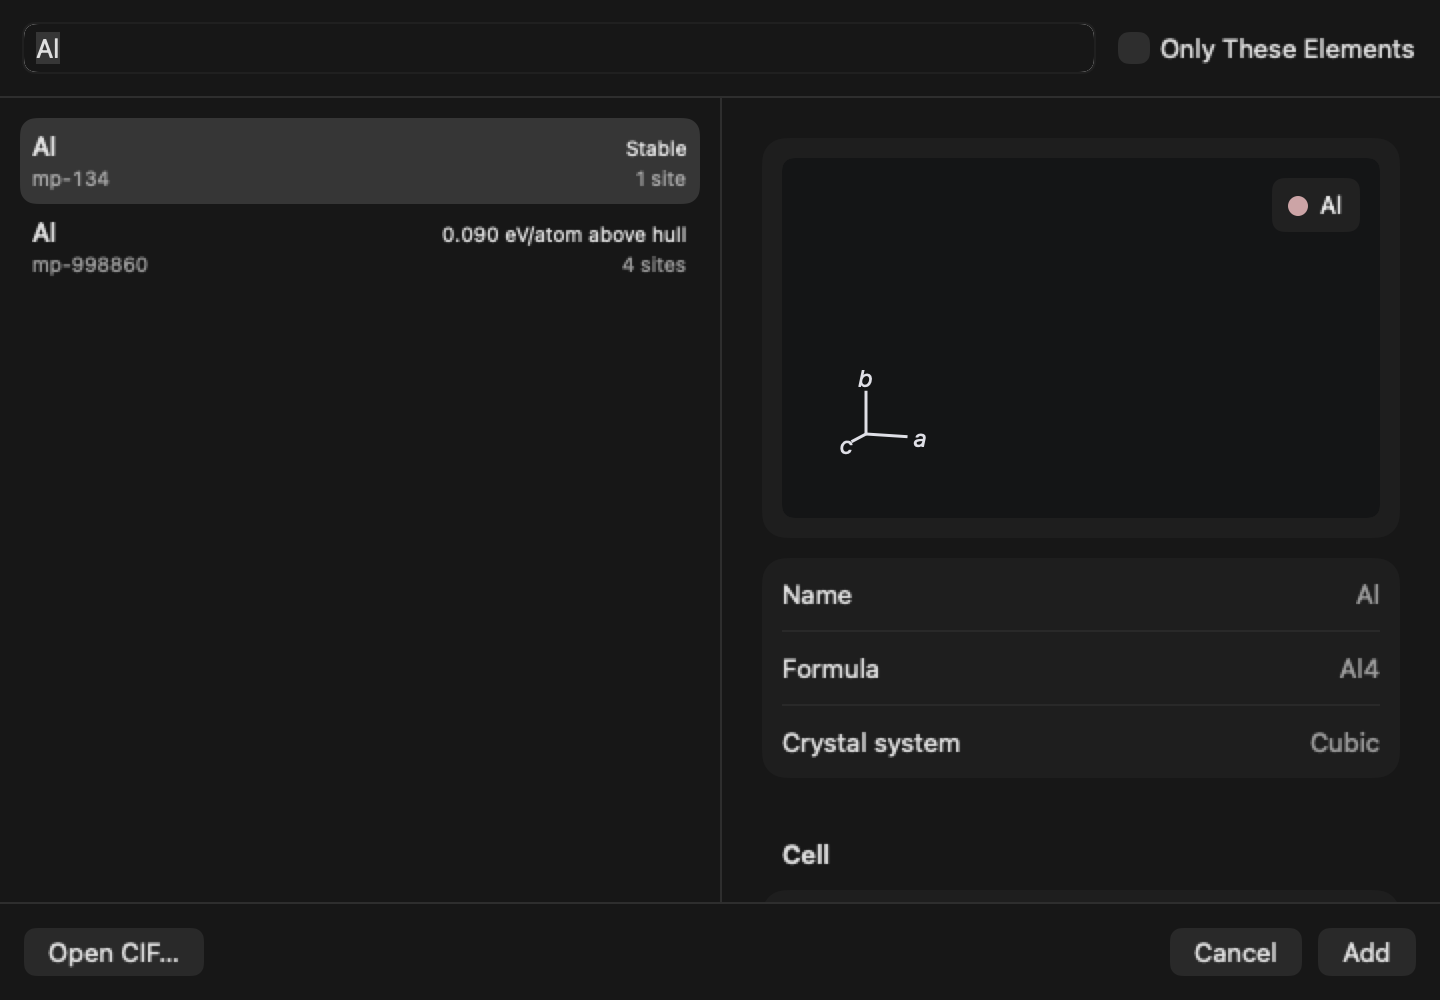 Al
Only These Elements
Al
Stable
mp-134
1 site
Al
0.090 eV/atom above hull
mp-998860
4 sites
Al
b
c
a
Name
Al
Formula
Al4
Crystal system
Cubic
Cell
Open CIF...
Cancel
Add